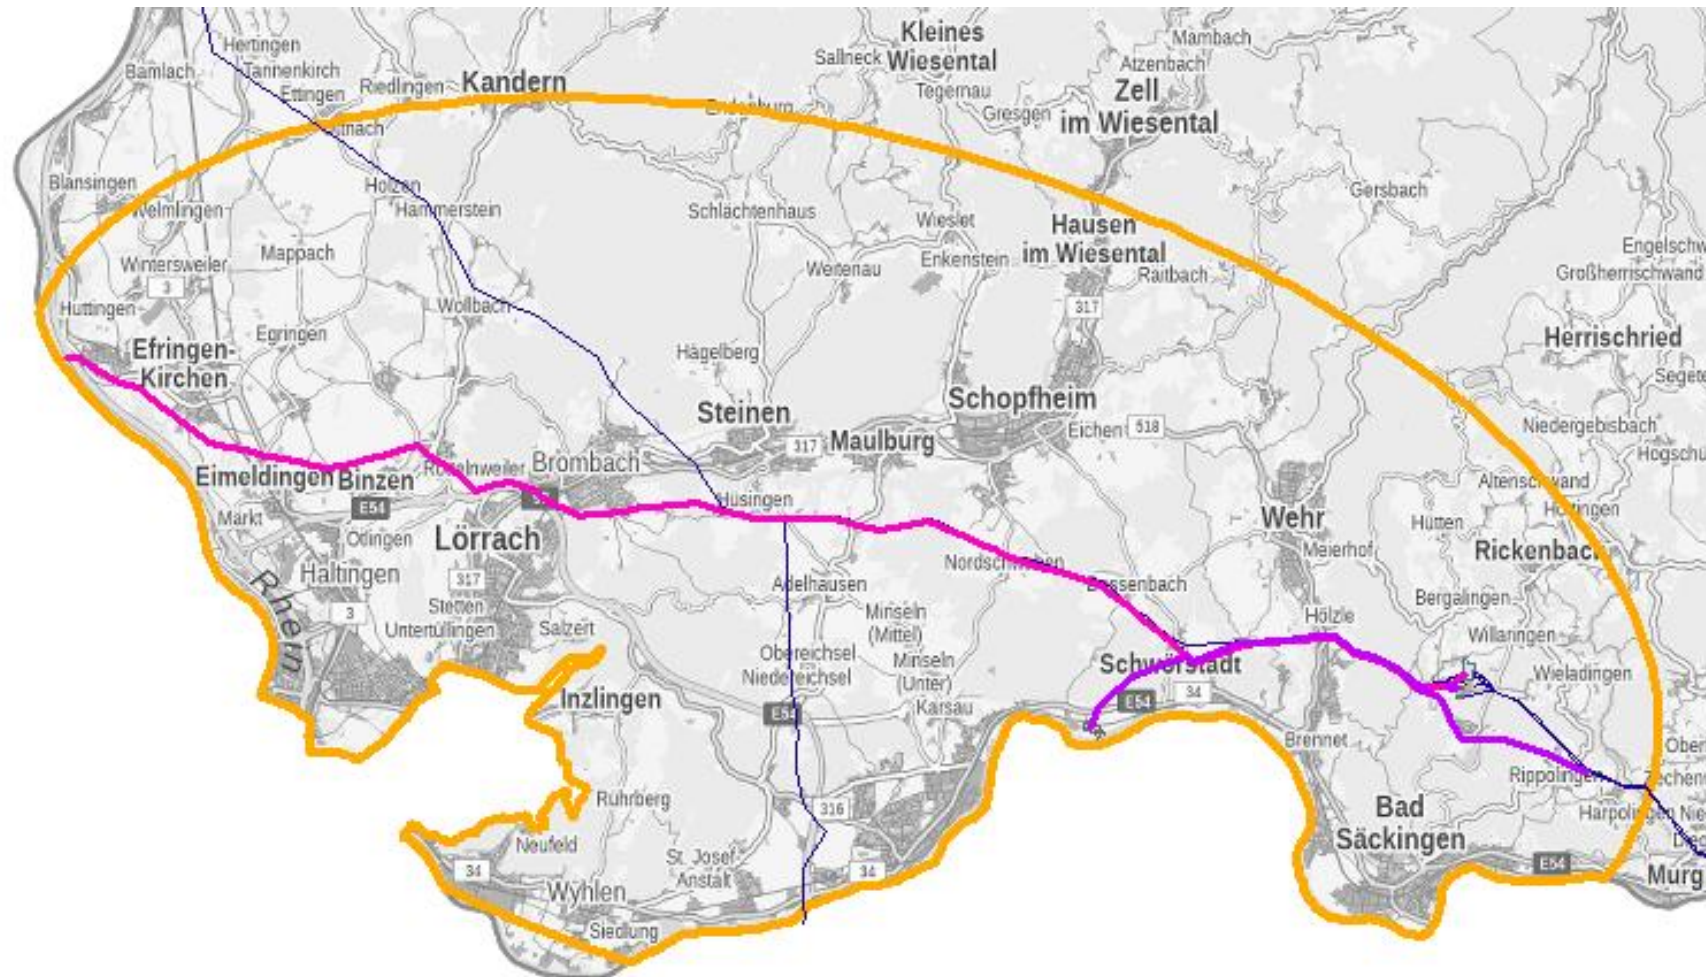 Kleines
Wiesental
Mambach
Hertingen
Sallneck
Atzenbach
Bamlach
Tannenkirch
Riedlingen
Kandern
Tegernau
Zell
im Wiesental
Ettingen
Gresgen
Holzen
Blansingen
Welmlingen
Hammerstein
Schlächtenhaus
Wieslet
Hausen
im Wiesental
Gersbach
Mappach
Enkenstein
Weitenau
Raitbach
Wintersweiler
3
Großherrischwand
Huttingen
Wollbach
317
Egringen
Herrischried
Efringen-
Kirchen
Hägelberg
Steinen
Schopfheim
Eichen
518
Niedergebisbach
317
Maulburg
Brombach
Eimeldingen
Binzen
Altenschwand
Hüsingen
E54
Markt
Ötlingen
Lörrach
Wehr
Hütten
Meierhof
Rickenbach
Haltingen
317
Adelhausen
Bergalingen
Rhein
3
Stetten
Untertüllingen
Salzert
Minseln
(Mittel)
Hölzle
Willaringen
Obereichsel
Niedereichsel
Minseln
(Unter)
Schwörstadt
Wieladingen
Inzlingen
Karsau
E54
34
Brennet
Rippolingen
Rührberg
316
Bad
Säckingen
Neufeld
34
St. Josef
Anstalt
34
E54
Murg
Wyhlen
Siedlung